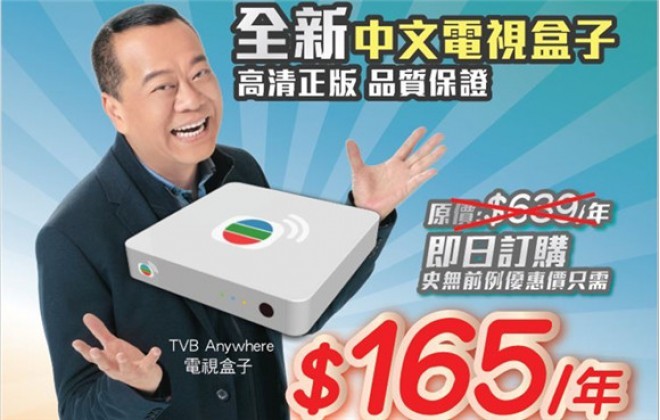 全新中文電視盒子
高清正版 品質保證
原價:$639/年
即日訂購
史無前例優惠價只需
TVB Anywhere
電視盒子
$165/年